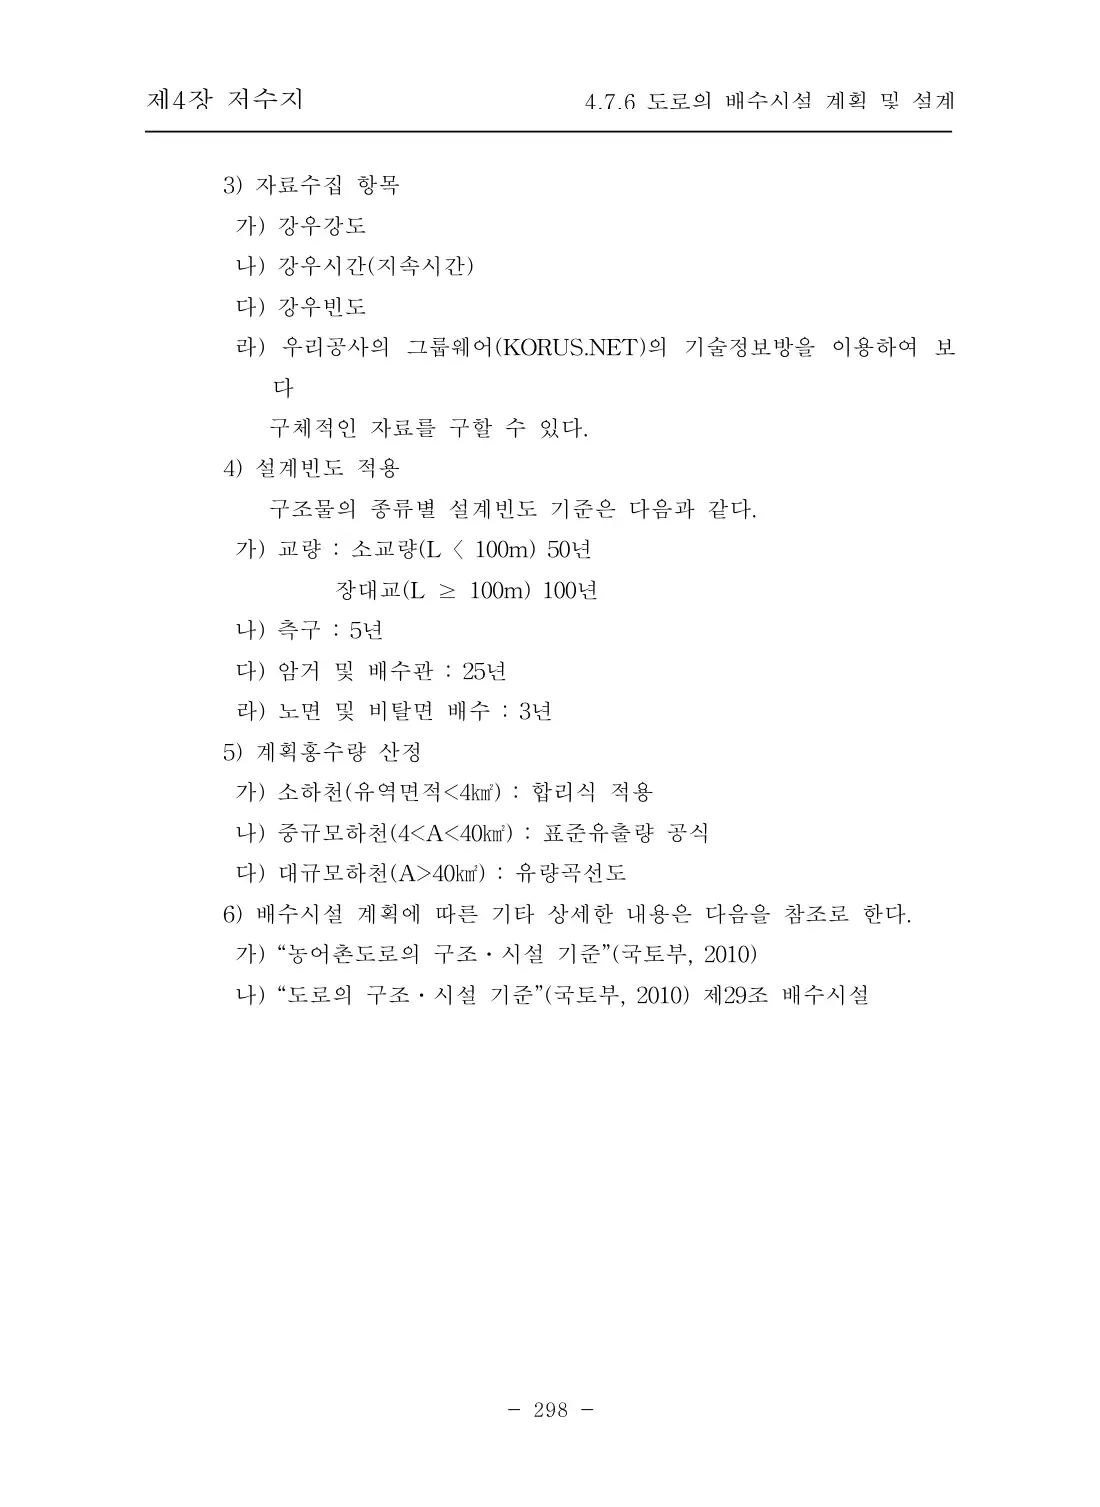 제4장 저수지
4.7.6 도로의 배수시설 계획 및 설계
3) 자료수집 항목
가) 강우강도
나) 강우시간(지속시간)
다) 강우빈도
라) 우리공사의 그룹웨어(KORUS.NET)의 기술정보방을 이용하여 보
다
구체적인 자료를 구할 수 있다.
4) 설계빈도 적용
구조물의 종류별 설계빈도 기준은 다음과 같다.
가) 교량 : 소교량(L < 100m) 50년
장대교(L ≥ 100m) 100년
나) 측구 : 5년
다) 암거 및 배수관 : 25년
라) 노면 및 비탈면 배수 : 3년
5) 계획홍수량 산정
가) 소하천(유역면적<4㎢) : 합리식 적용
나) 중규모하천(4<A<40㎢) : 표준유출량 공식
다) 대규모하천(A>40㎢) : 유량곡선도
6) 배수시설 계획에 따른 기타 상세한 내용은 다음을 참조로 한다.
가) “농어촌도로의 구조·시설 기준”(국토부, 2010)
나) “도로의 구조·시설 기준”(국토부, 2010) 제29조 배수시설
- 298 -